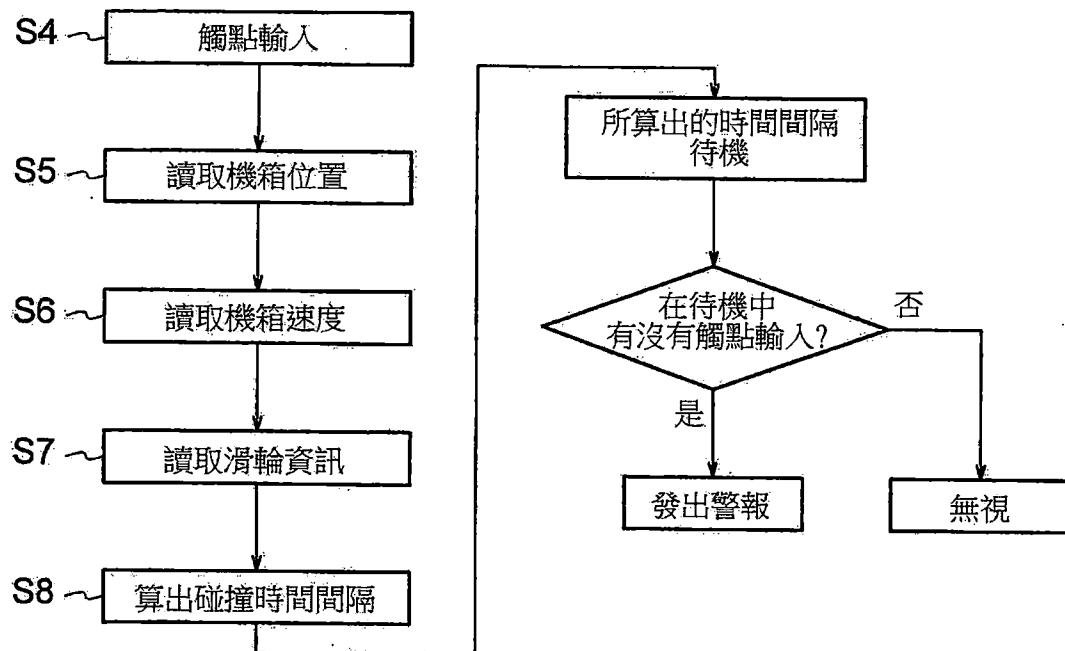 S4
觸點輸入
S5
讀取機箱位置
S6
讀取機箱速度
S7
讀取滑輪資訊
S8
算出碰撞時間間隔
所算出的時間間隔
待機
在待機中
有沒有觸點輸入?
否
是
發出警報
無視